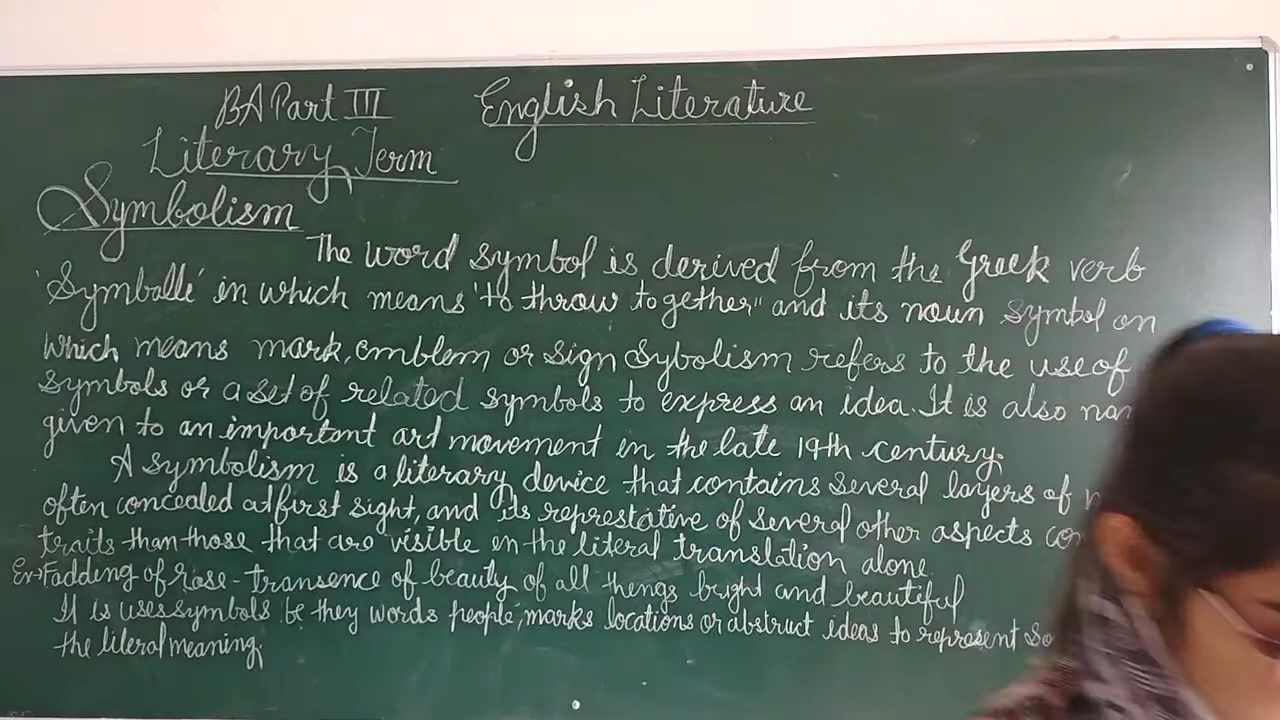 BA Part III English Literature
Literary Term
Symbolism
The word symbol is derived from the Greek verb
'Symballe' in which means "to throw together" and its noun symbol on
which means mark, emblem or sign Sybolism refers to the use of
symbols or a set of related symbols to express an idea. It is also
given to an important art movement in the late 19th century.
A symbolism is a literary device that contains several layers of
often concealed at first sight, and its represtative of several other aspects
traits than those that are visible in the literal translation alone.
Ex→Fadding of rose - transence of beauty of all thengs bright and beautiful
It is uses symbols be they words people, marks locations or abstruct ideas to represent
the literal meaning.